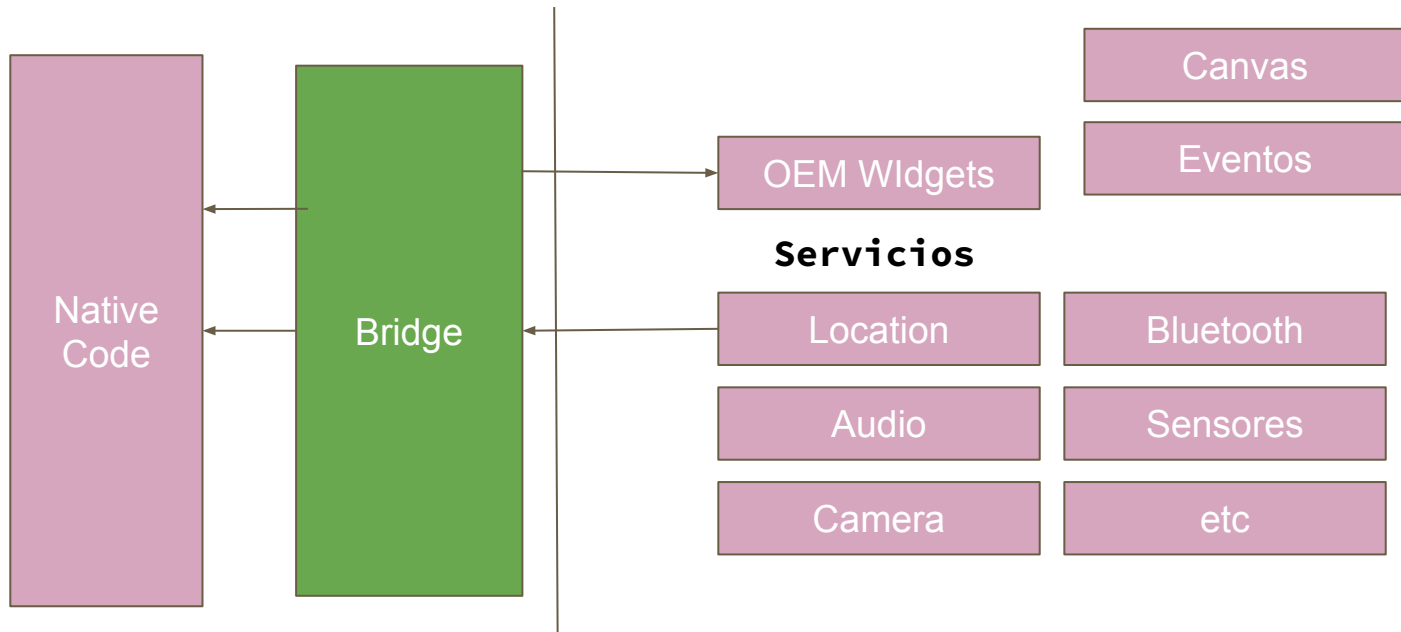 Native
Code
Bridge
OEM WIdgets
Canvas
Eventos
Servicios
Location
Bluetooth
Audio
Sensores
Camera
etc